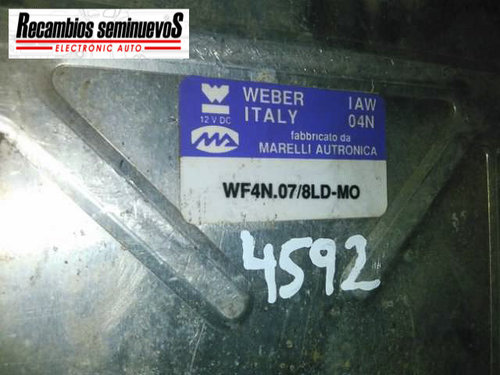 Recambios seminuevoS
ELECTRONIC AUTO
WEBER IAW
12 V DC ITALY 04N
fabbricato da
MARELLI AUTRONICA
WF4N.07/8LD-MO
4592